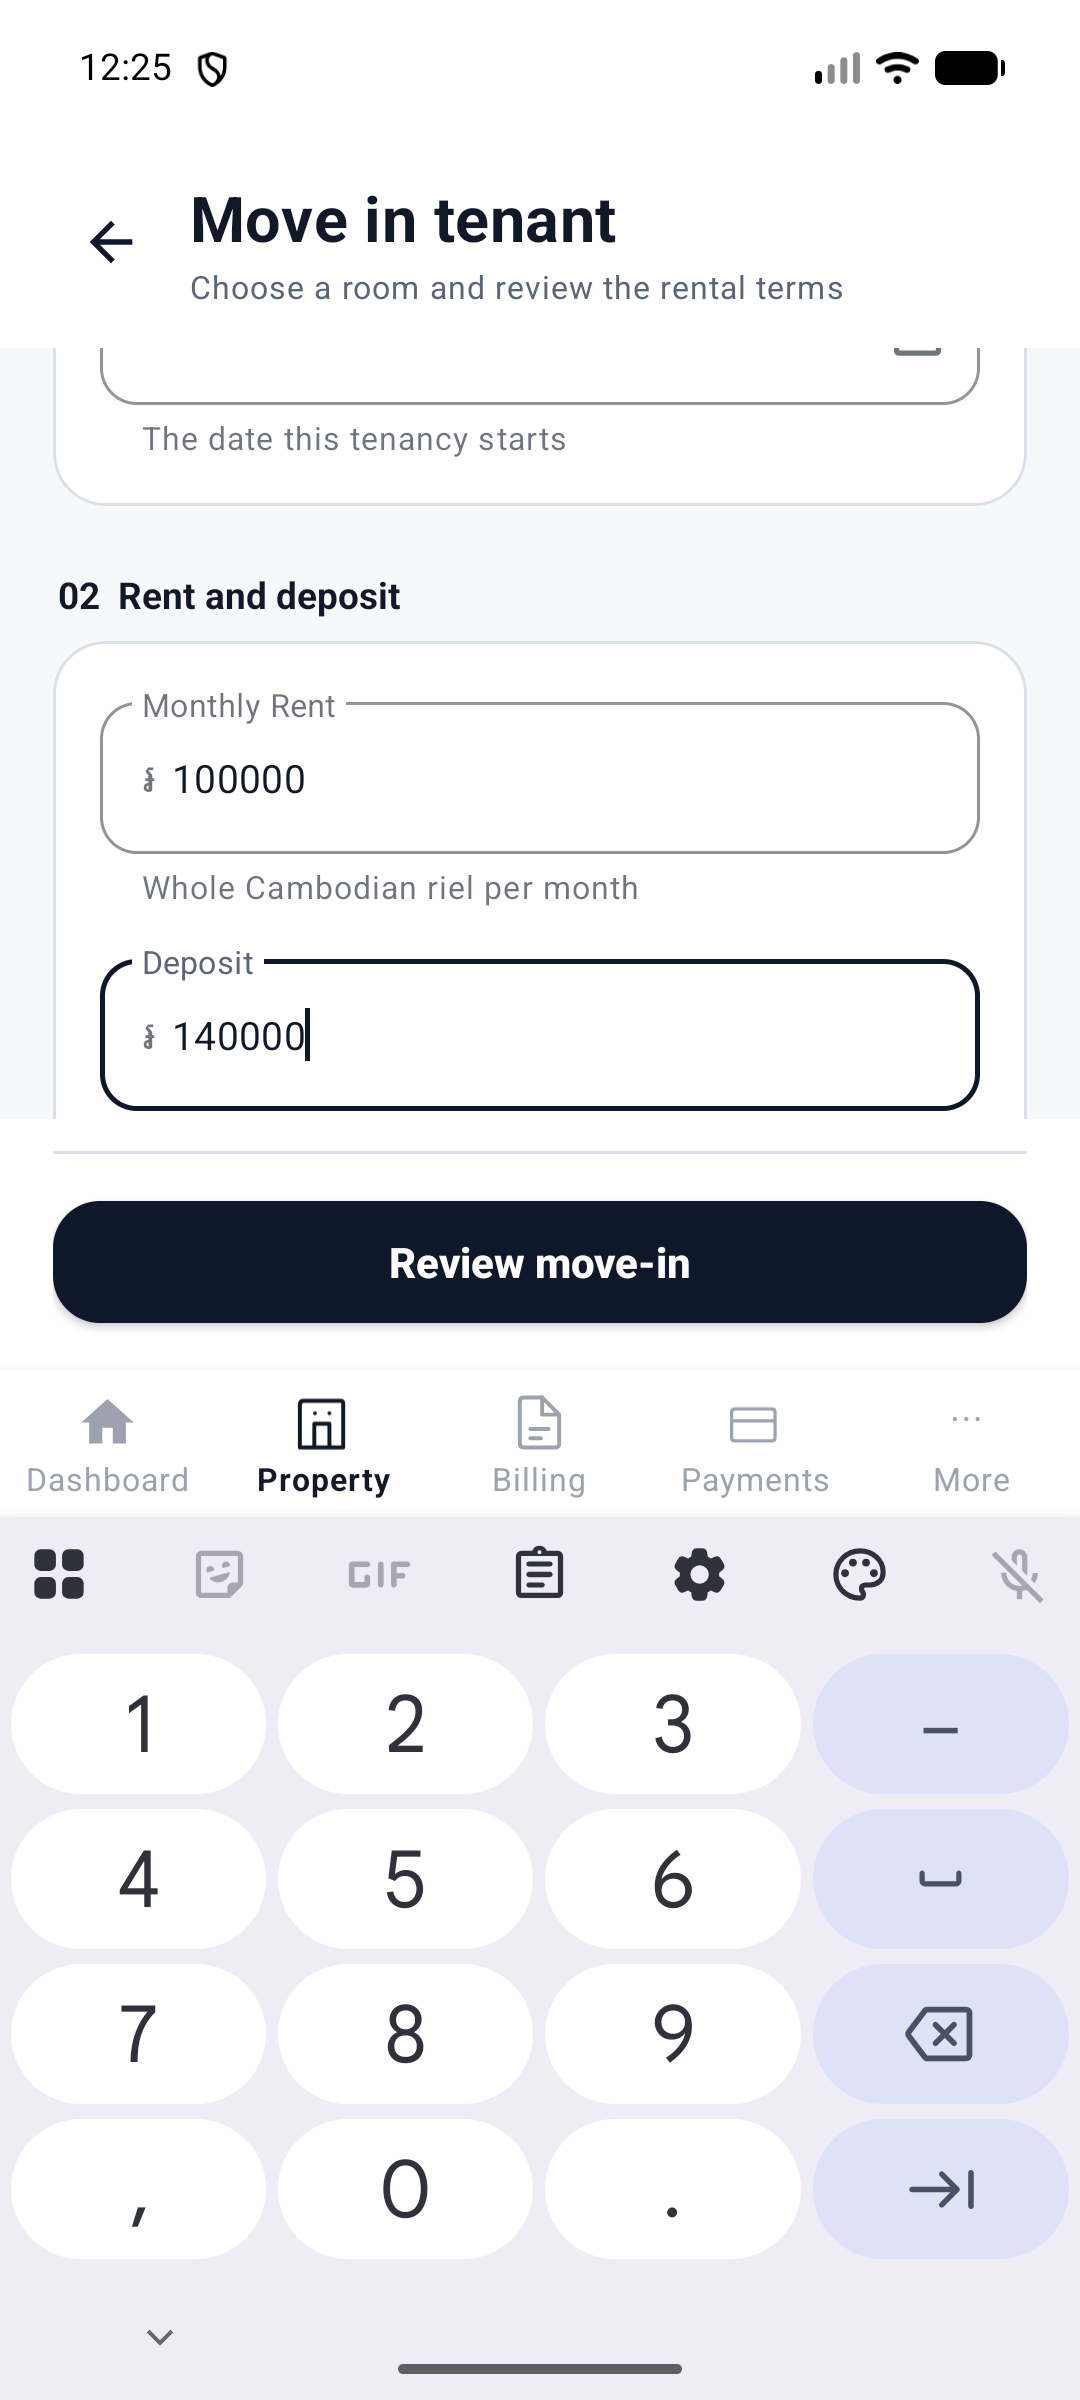 12:25
Move in tenant
Choose a room and review the rental terms
The date this tenancy starts
02 Rent and deposit
Monthly Rent
៛ 100000
Whole Cambodian riel per month
Deposit
៛ 140000
Review move-in
Dashboard
Property
Billing
Payments
More
GIF
1 2 3 –
4 5 6
7 8 9
, 0 .